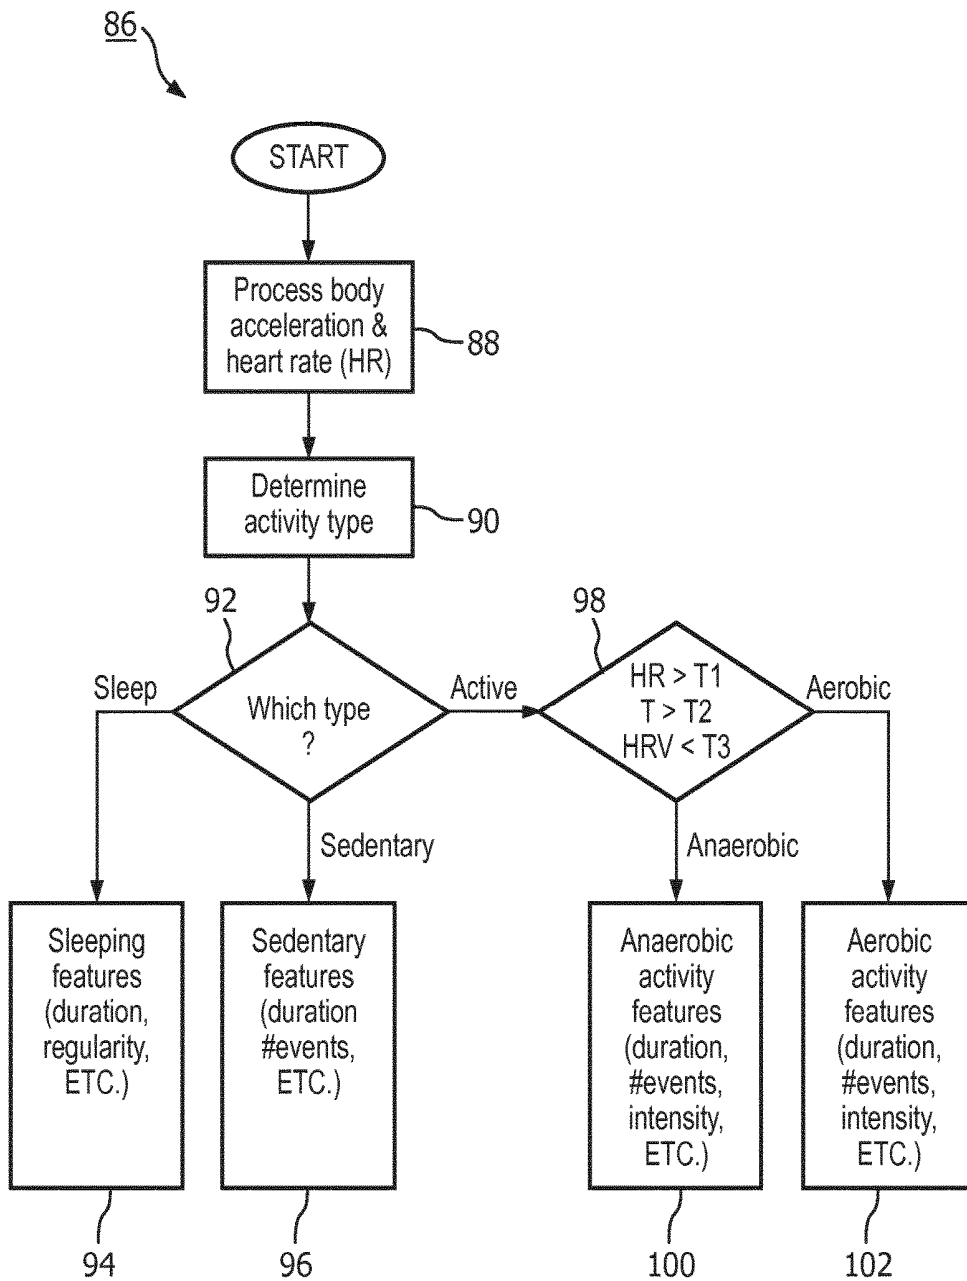 86
START
Process body
acceleration &
heart rate (HR)
88
Determine
activity type
90
92
98
Sleep
Which type
?
Active
HR > T1
T > T2
HRV < T3
Aerobic
Sedentary
Anaerobic
Sleeping
features
(duration,
regularity,
ETC.)
Sedentary
features
(duration
#events,
ETC.)
Anaerobic
activity
features
(duration,
#events,
intensity,
ETC.)
Aerobic
activity
features
(duration,
#events,
intensity,
ETC.)
94
96
100
102